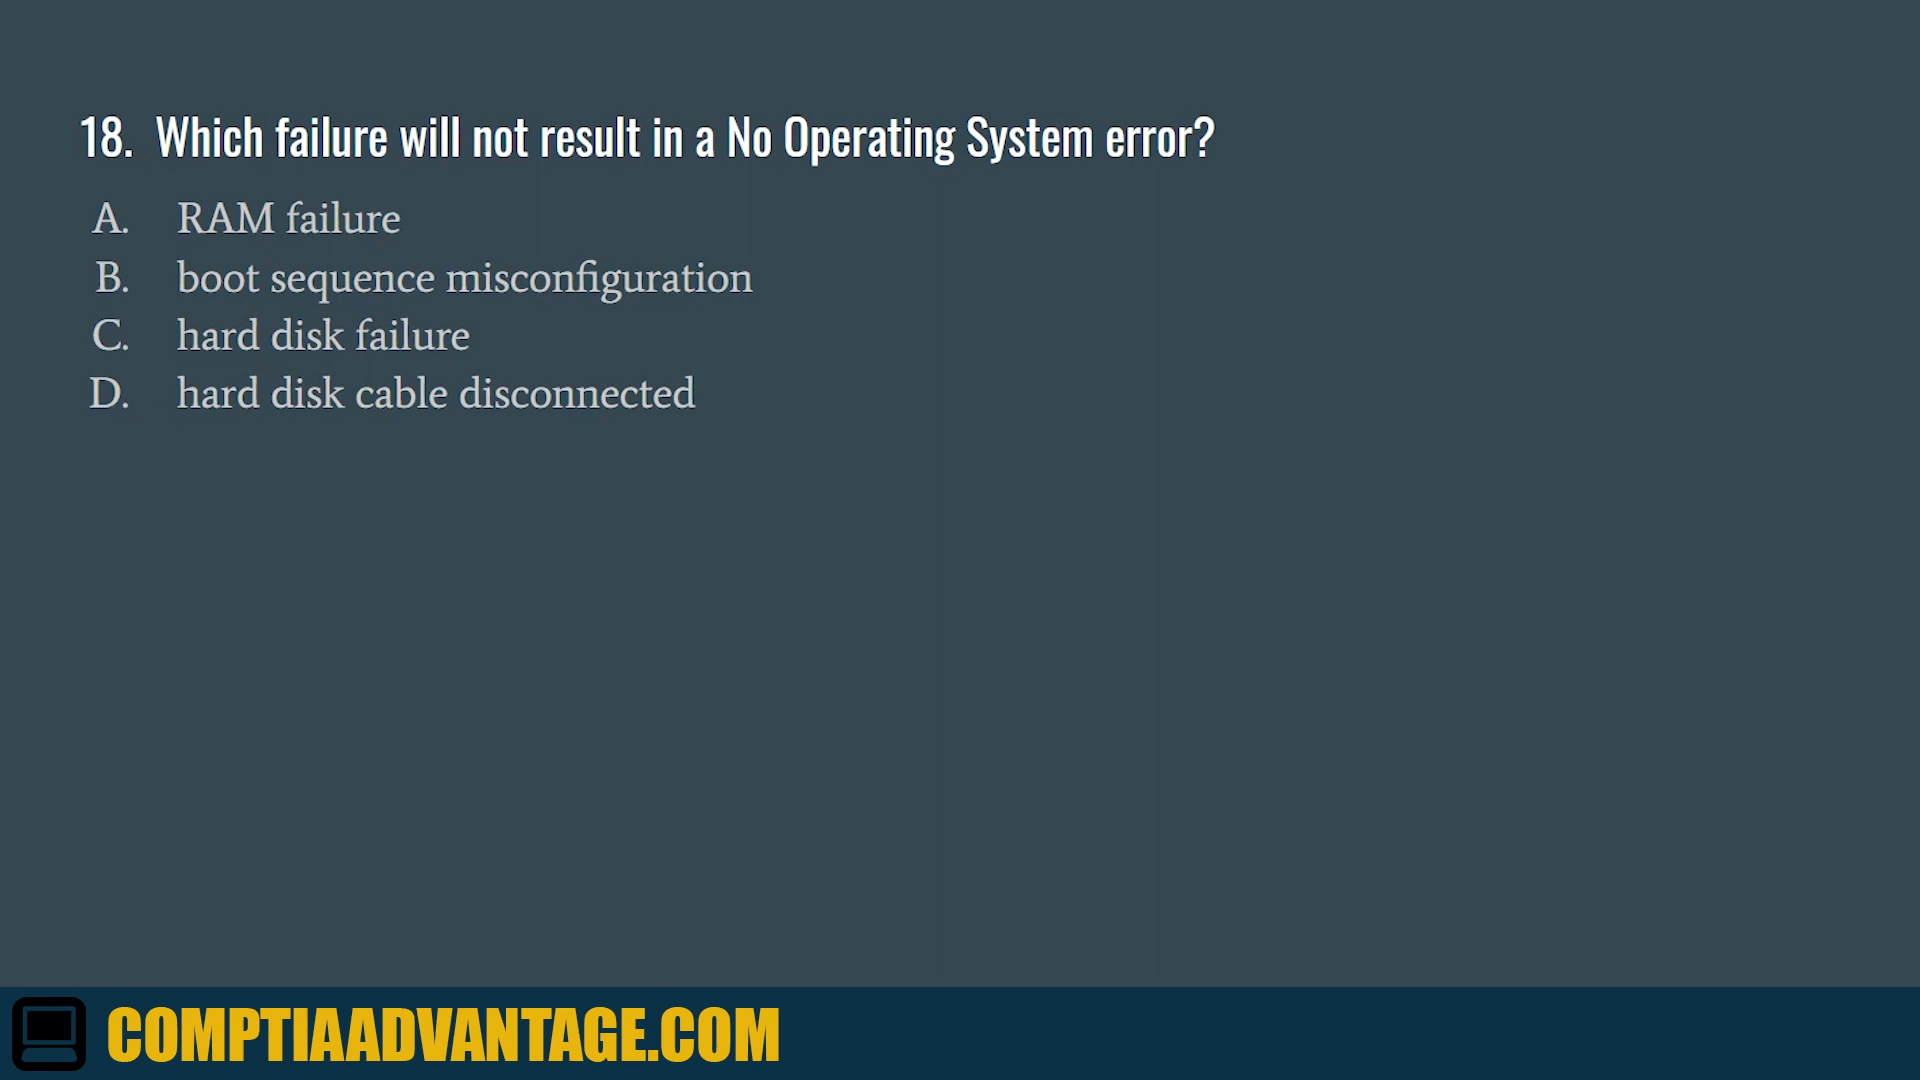 18. Which failure will not result in a No Operating System error?
A. RAM failure
B. boot sequence misconfiguration
C. hard disk failure
D. hard disk cable disconnected
COMPTIAADVANTAGE.COM